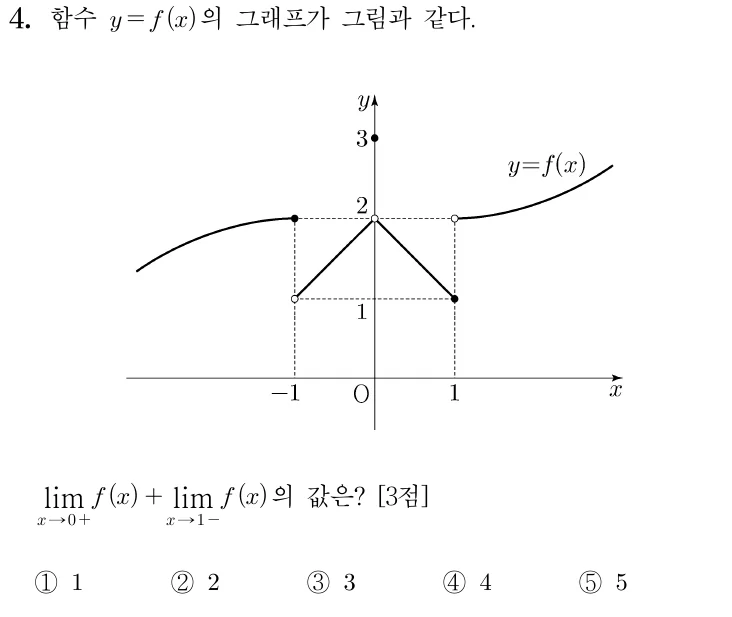 4. 함수 y=f(x)의 그래프가 그림과 같다.
y
3
y=f(x)
2
1
−1
O
1
x
lim f(x)+ lim f(x)의 값은? [3점]
x→0+ x→1−
① 1 ② 2 ③ 3 ④ 4 ⑤ 5